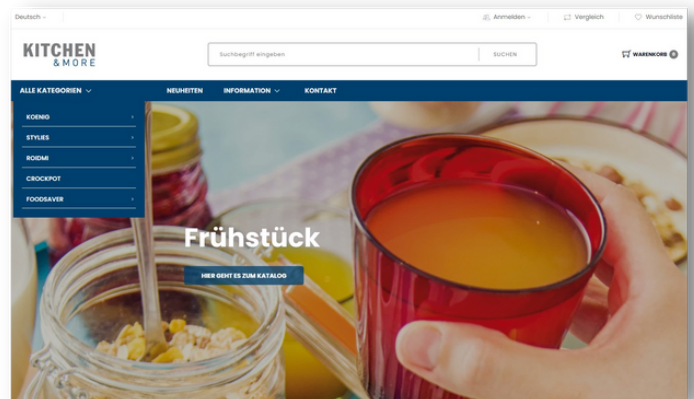 Deutsch
Anmelden
Vergleich
Wunschliste
KITCHEN
& MORE
Suchbegriff eingeben
SUCHEN
WARENKORB 0
ALLE KATEGORIEN
NEUHEITEN
INFORMATION
KONTAKT
KOENIG
STYLIES
ROIDMI
CROCKPOT
FOODSAVER
Frühstück
HIER GEHT ES ZUM KATALOG